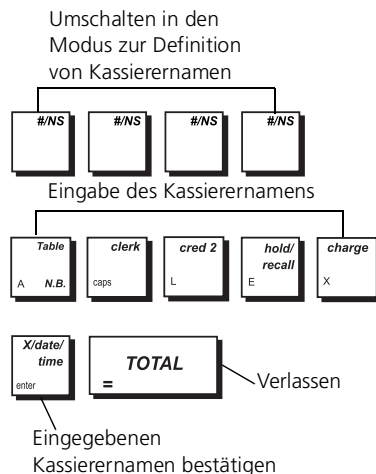 Umschalten in den
Modus zur Definition
von Kassierernamen
#/NS #/NS #/NS #/NS
Eingabe des Kassierernamens
Table clerk cred 2 hold/ charge
recall
A N.B. caps L E X
X/date/
time
enter
TOTAL
=
Verlassen
Eingegebenen
Kassierernamen bestätigen